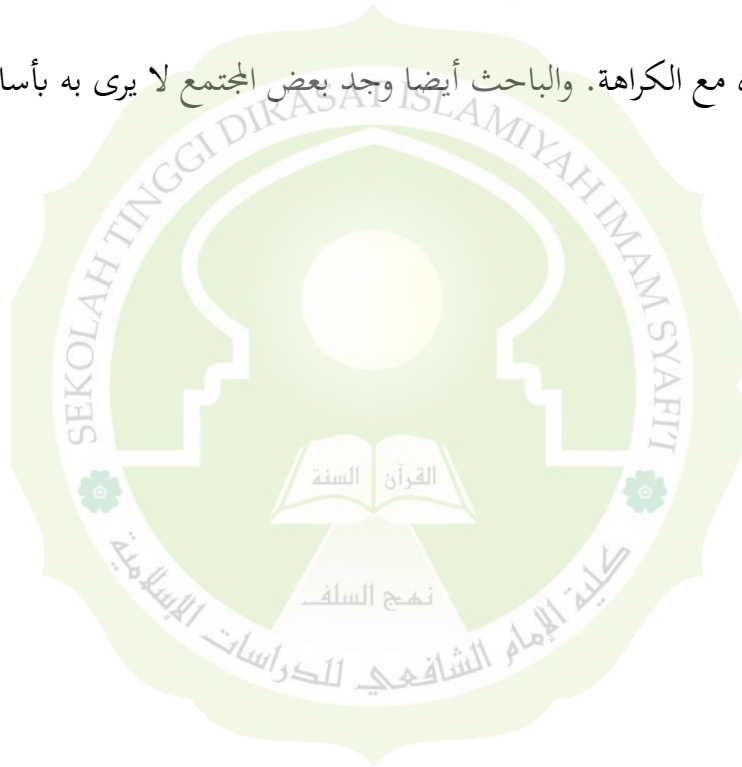 مع الكراهة. والباحث أيضا وجد بعض المجتمع لا يرى به بأسا
SEKOLAH TINGGI DIRASAT ISLAMIYAH IMAM SYAFI'I
القرآن السنة
نهج السلف
كلية الإمام الشافعي للدراسات الإسلامية